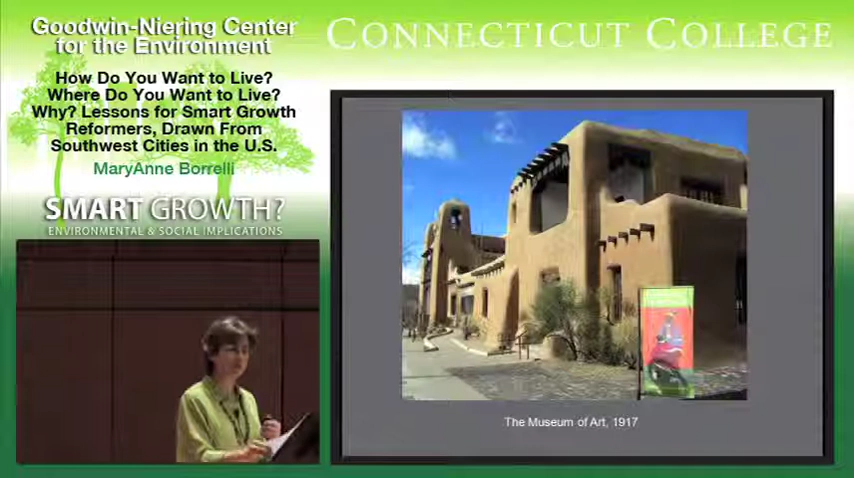 Goodwin-Niering Center
for the Environment
CONNECTICUT COLLEGE
How Do You Want to Live?
Where Do You Want to Live?
Why? Lessons for Smart Growth
Reformers, Drawn From
Southwest Cities in the U.S.
MaryAnne Borrelli
SMART GROWTH?
ENVIRONMENTAL & SOCIAL IMPLICATIONS
The Museum of Art, 1917